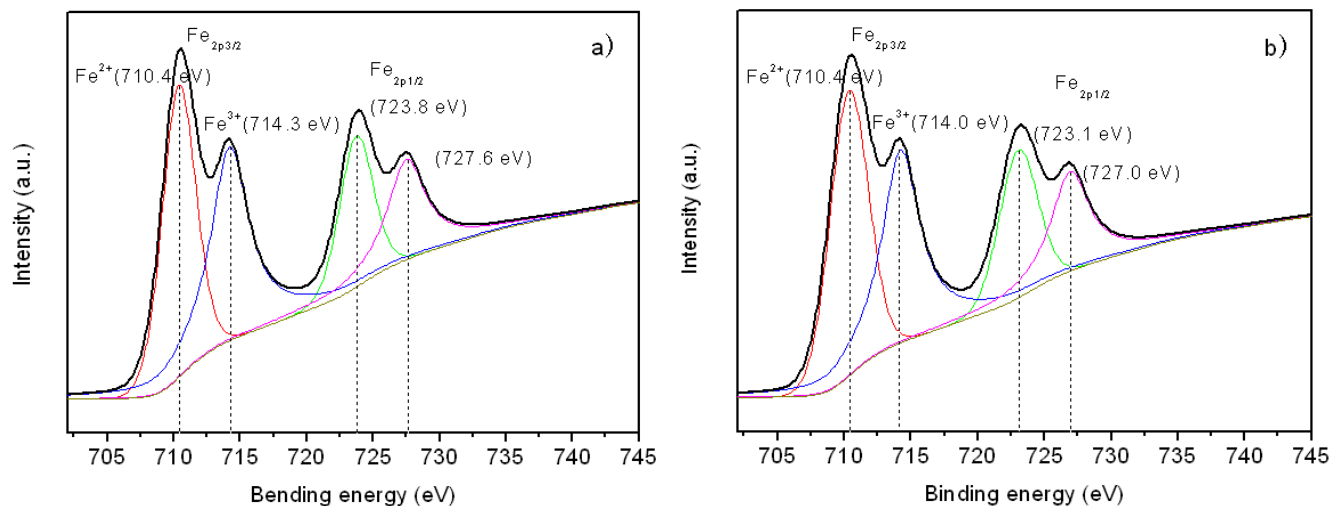 a)
Fe2p3/2
Fe2+(710.4 eV)
Fe3+(714.3 eV)
Fe2p1/2
(723.8 eV)
(727.6 eV)
Intensity (a.u.)
705 710 715 720 725 730 735 740 745
Bending energy (eV)
b)
Fe2p3/2
Fe2+(710.4 eV)
Fe3+(714.0 eV)
Fe2p1/2
(723.1 eV)
(727.0 eV)
Intensity (a.u.)
705 710 715 720 725 730 735 740 745
Binding energy (eV)